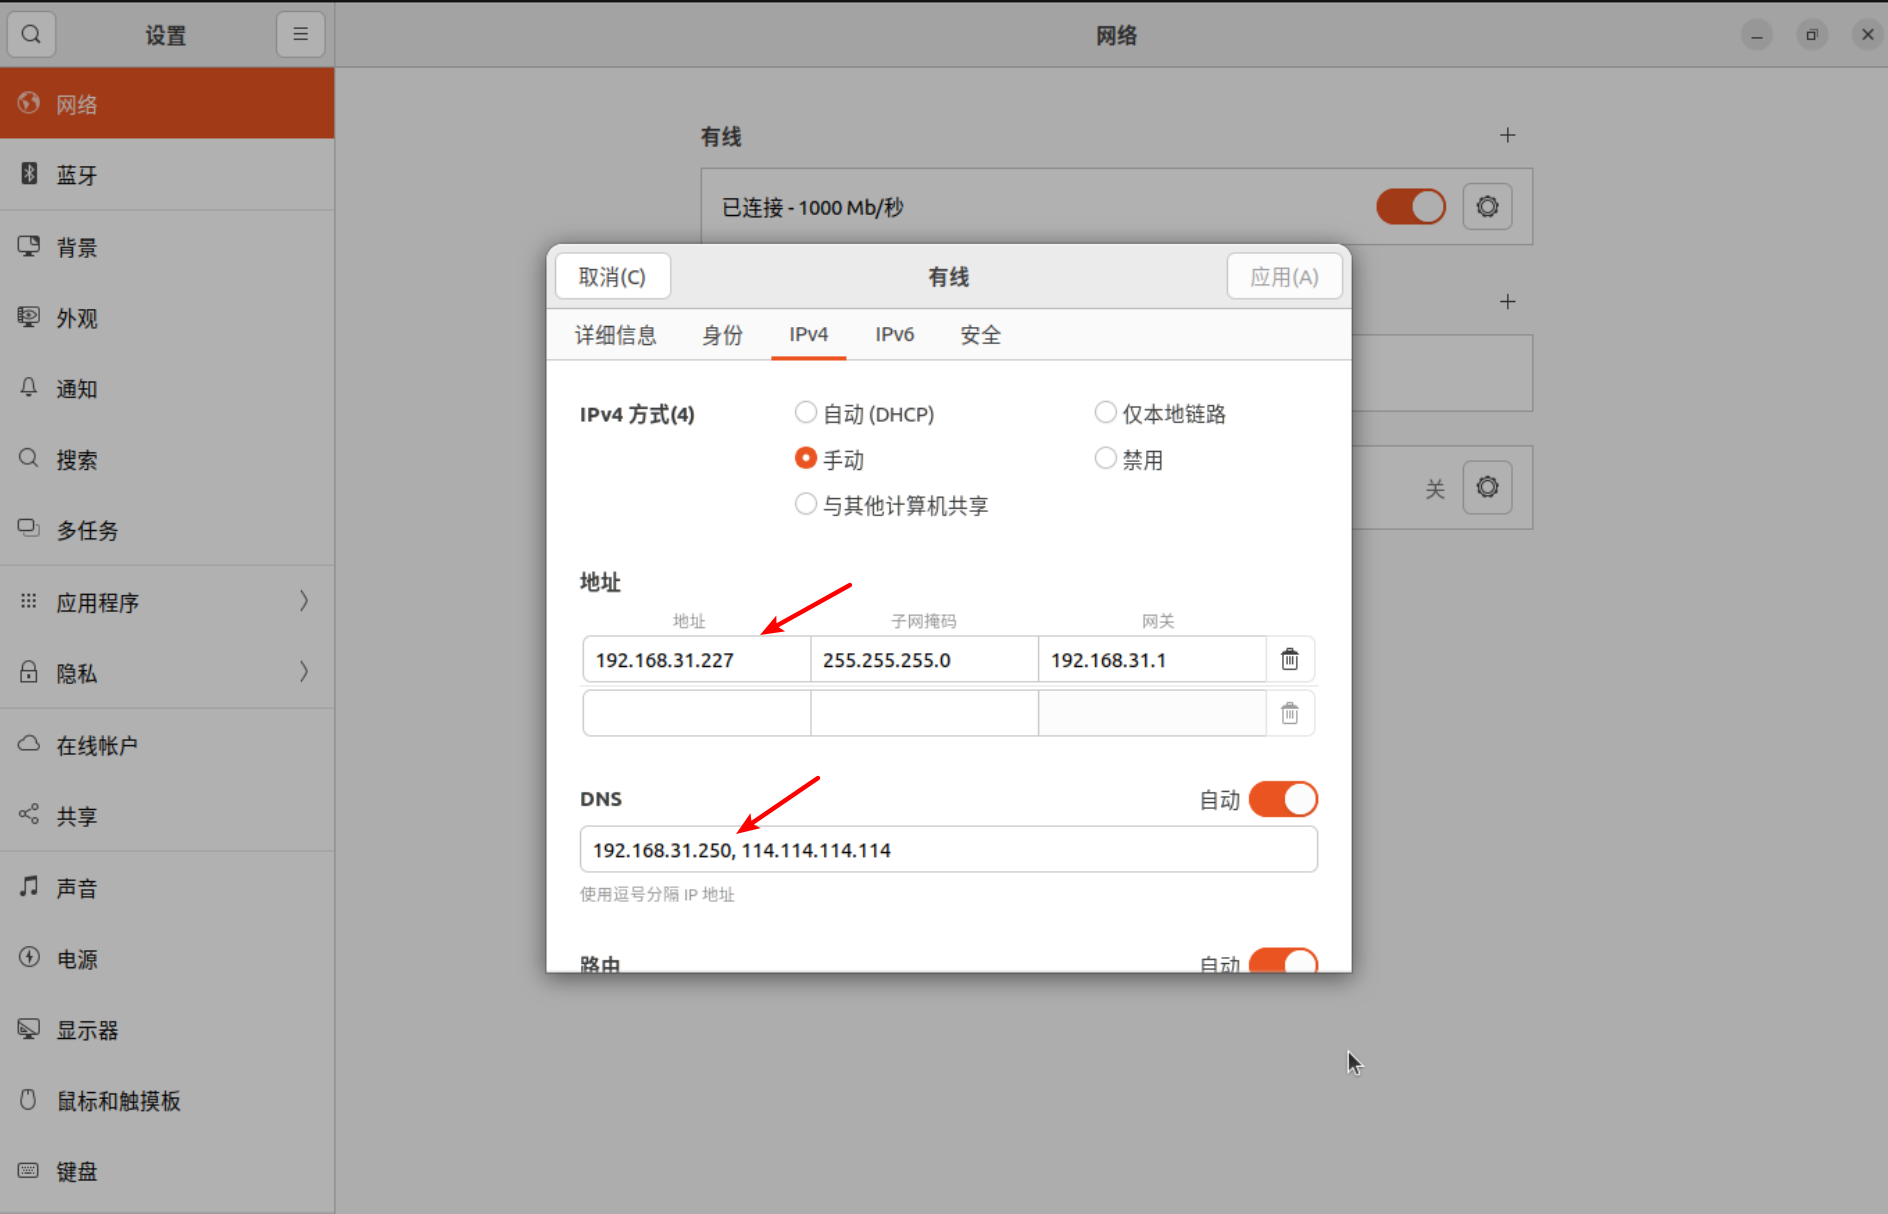 设置
网络
网络
蓝牙
背景
外观
通知
搜索
多任务
应用程序
隐私
在线帐户
共享
声音
电源
显示器
鼠标和触摸板
键盘
有线
已连接 - 1000 Mb/秒
关
取消(C)
有线
应用(A)
详细信息 身份 IPv4 IPv6 安全
IPv4 方式(4)
自动 (DHCP)
仅本地链路
手动
禁用
与其他计算机共享
地址
地址 子网掩码 网关
192.168.31.227 255.255.255.0 192.168.31.1
DNS 自动
192.168.31.250, 114.114.114.114
使用逗号分隔 IP 地址
路由 自动